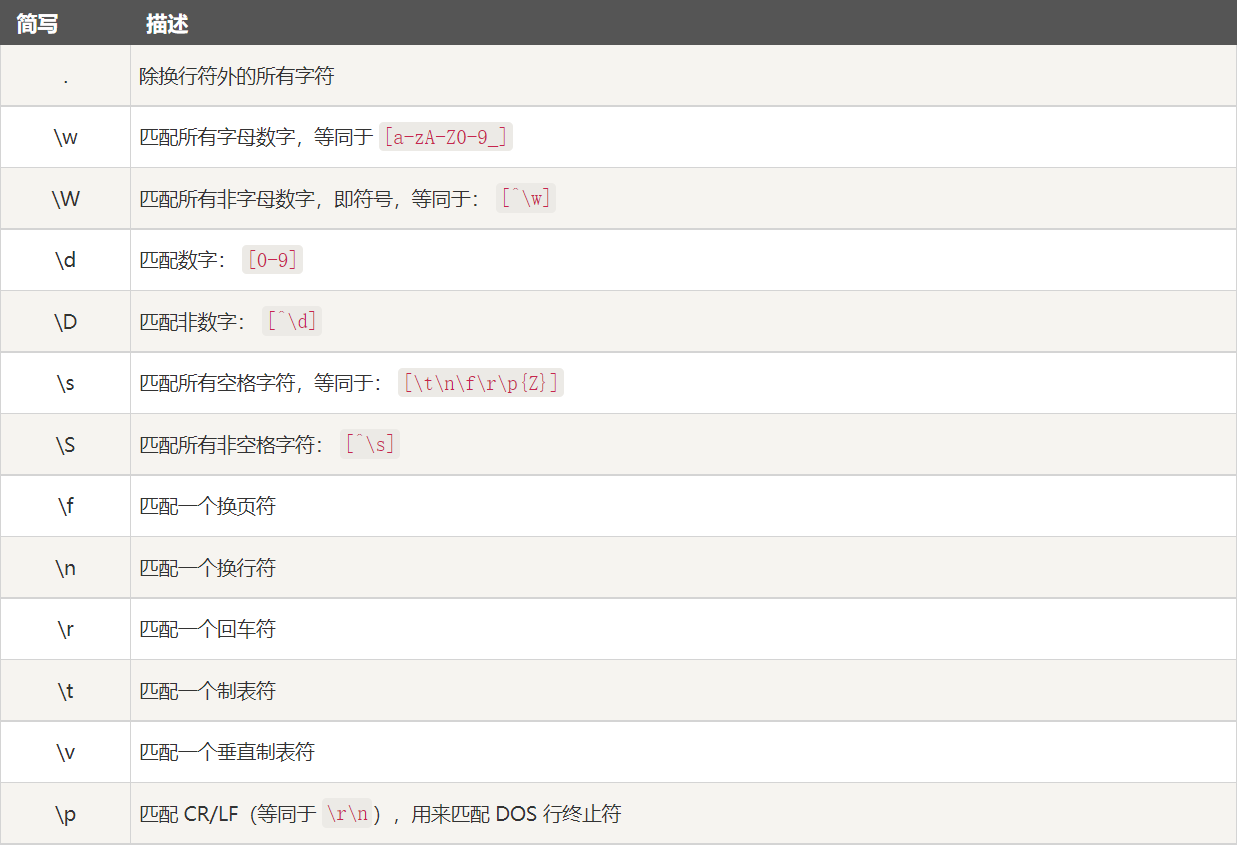 简写 描述
. 除换行符外的所有字符
\w 匹配所有字母数字，等同于 [a-zA-Z0-9_]
\W 匹配所有非字母数字，即符号，等同于： [^\w]
\d 匹配数字： [0-9]
\D 匹配非数字： [^\d]
\s 匹配所有空格字符，等同于： [\t\n\f\r\p{Z}]
\S 匹配所有非空格字符： [^\s]
\f 匹配一个换页符
\n 匹配一个换行符
\r 匹配一个回车符
\t 匹配一个制表符
\v 匹配一个垂直制表符
\p 匹配 CR/LF（等同于 \r\n），用来匹配 DOS 行终止符